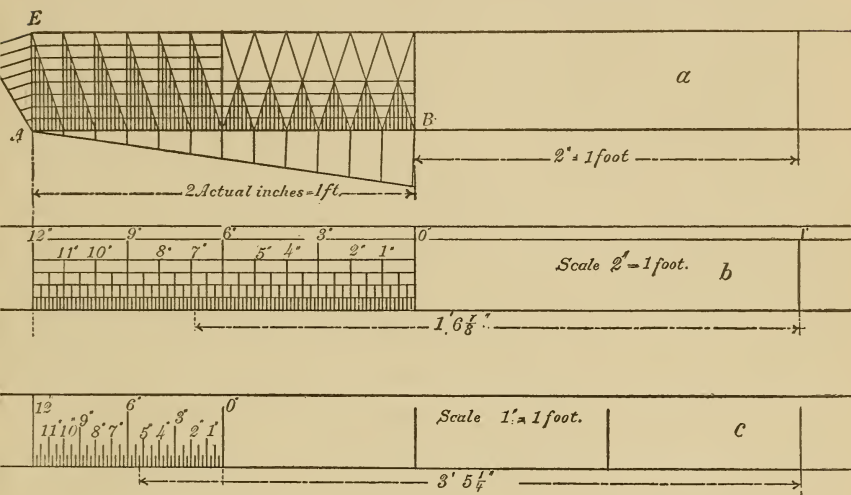 E
a
A
B
2" = 1 foot
2 Actual inches = 1 ft.
12" 9" 6" 3" 0" 1'
11" 10" 8" 7" 5" 4" 2" 1"
Scale 2" = 1 foot. b
1' 6 7/8"
12" 6" 0"
11" 10" 9" 8" 7" 5" 4" 3" 2" 1"
Scale 1" = 1 foot. c
3' 5 1/4"